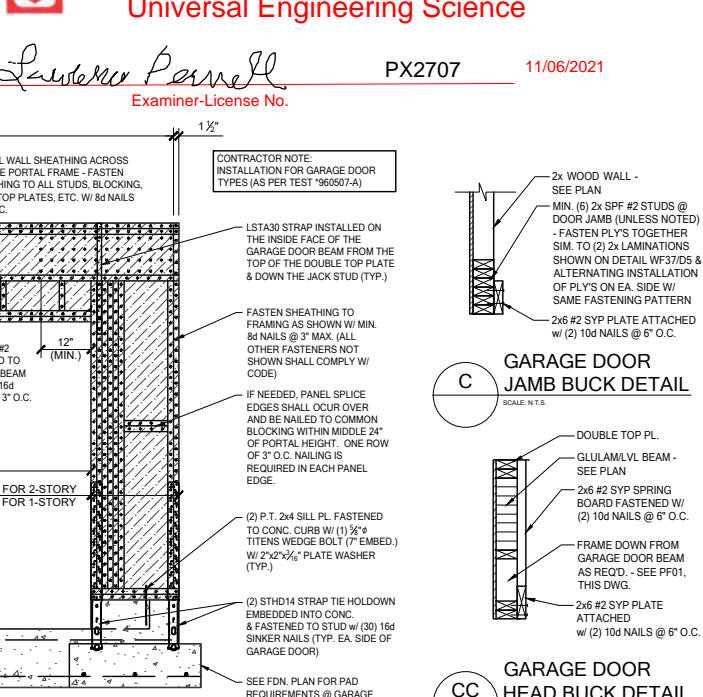 Universal Engineering Science
Lawrence Pernell
PX2707
11/06/2021
Examiner-License No.
1 ½"
WALL SHEATHING ACROSS
PORTAL FRAME - FASTEN
TO ALL STUDS, BLOCKING,
TOP PLATES, ETC. W/ 8d NAILS
CONTRACTOR NOTE:
INSTALLATION FOR GARAGE DOOR
TYPES (AS PER TEST *960507-A)
LSTA30 STRAP INSTALLED ON
THE INSIDE FACE OF THE
GARAGE DOOR BEAM FROM THE
TOP OF THE DOUBLE TOP PLATE
& DOWN THE JACK STUD (TYP.)
FASTEN SHEATHING TO
FRAMING AS SHOWN W/ MIN.
8d NAILS @ 3" MAX. (ALL
OTHER FASTENERS NOT
SHOWN SHALL COMPLY W/
CODE)
12"
(MIN.)
#2
TO
BEAM
16d
3" O.C.
IF NEEDED, PANEL SPLICE
EDGES SHALL OCUR OVER
AND BE NAILED TO COMMON
BLOCKING WITHIN MIDDLE 24"
OF PORTAL HEIGHT. ONE ROW
OF 3" O.C. NAILING IS
REQUIRED IN EACH PANEL
EDGE.
FOR 2-STORY
FOR 1-STORY
(2) P.T. 2x4 SILL PL. FASTENED
TO CONC. CURB W/ (1) ⅝"ø
TITENS WEDGE BOLT (7" EMBED.)
W/ 2"x2"x3⁄16" PLATE WASHER
(TYP.)
(2) STHD14 STRAP TIE HOLDOWN
EMBEDDED INTO CONC.
& FASTENED TO STUD w/ (30) 16d
SINKER NAILS (TYP. EA. SIDE OF
GARAGE DOOR)
SEE FDN. PLAN FOR PAD
REQUIREMENTS @ GARAGE
2x WOOD WALL -
SEE PLAN
MIN. (6) 2x SPF #2 STUDS @
DOOR JAMB (UNLESS NOTED)
- FASTEN PLY'S TOGETHER
SIM. TO (2) 2x LAMINATIONS
SHOWN ON DETAIL WF37/D5 &
ALTERNATING INSTALLATION
OF PLY'S ON EA. SIDE W/
SAME FASTENING PATTERN
2x6 #2 SYP PLATE ATTACHED
w/ (2) 10d NAILS @ 6" O.C.
C
GARAGE DOOR
JAMB BUCK DETAIL
SCALE: N.T.S.
DOUBLE TOP PL.
GLULAM/LVL BEAM -
SEE PLAN
2x6 #2 SYP SPRING
BOARD FASTENED W/
(2) 10d NAILS @ 6" O.C.
FRAME DOWN FROM
GARAGE DOOR BEAM
AS REQ'D. - SEE PF01,
THIS DWG.
2x6 #2 SYP PLATE
ATTACHED
w/ (2) 10d NAILS @ 6" O.C.
CC
GARAGE DOOR
HEAD BUCK DETAIL